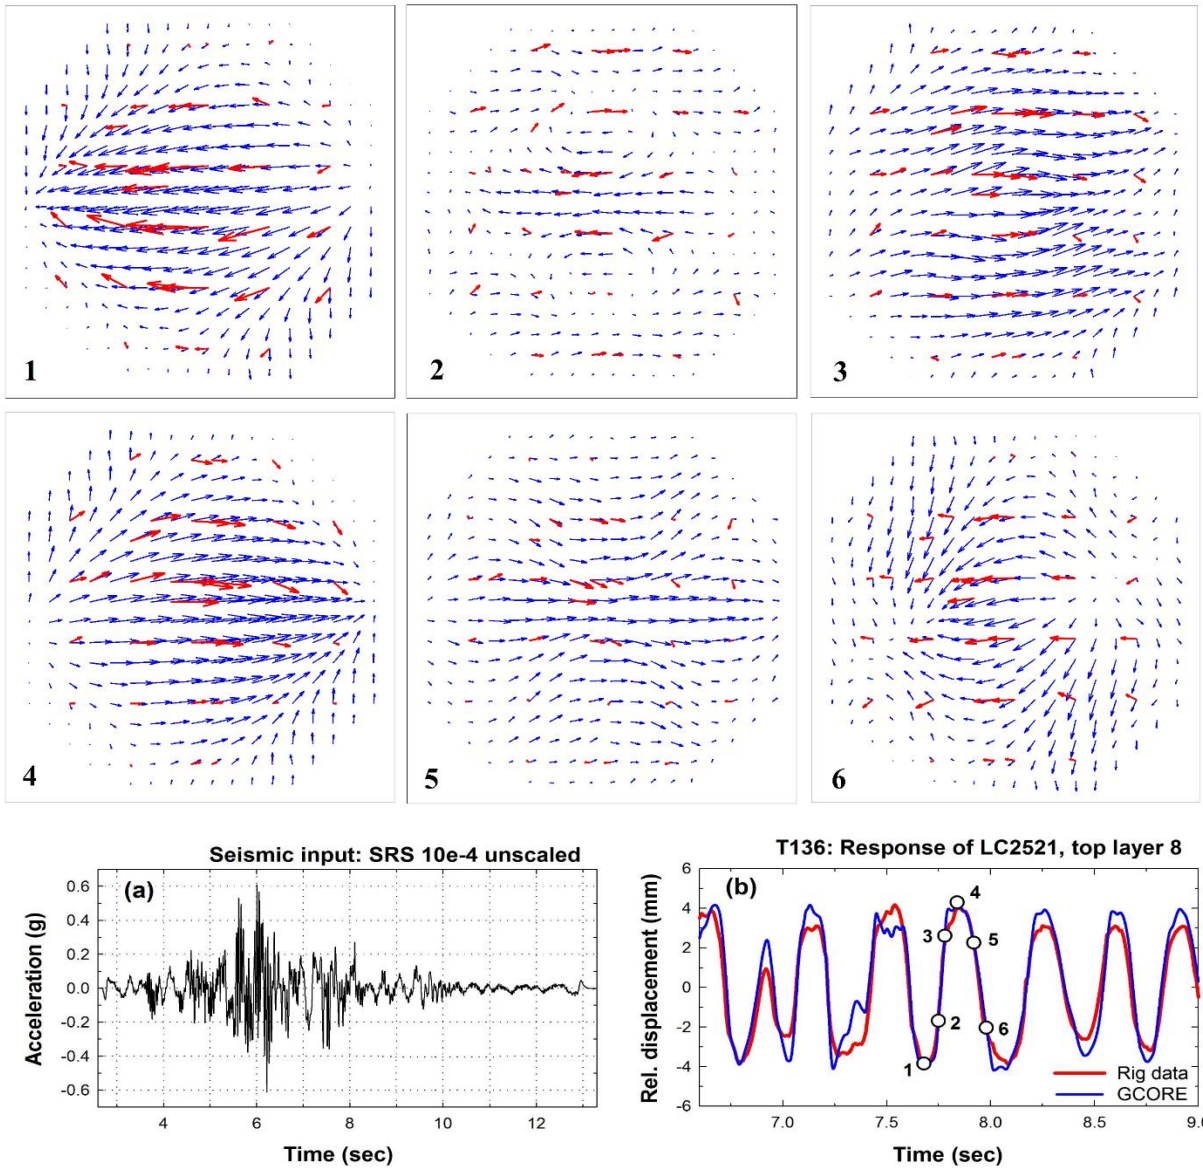 1
2
3
4
5
6
Seismic input: SRS 10e-4 unscaled
(a)
Acceleration (g)
0.6
0.4
0.2
0.0
-0.2
-0.4
-0.6
4 6 8 10 12
Time (sec)
T136: Response of LC2521, top layer 8
(b)
Rel. displacement (mm)
6
4
2
0
-2
-4
-6
4
3
5
2
6
1
Rig data
GCORE
7.0 7.5 8.0 8.5 9.0
Time (sec)